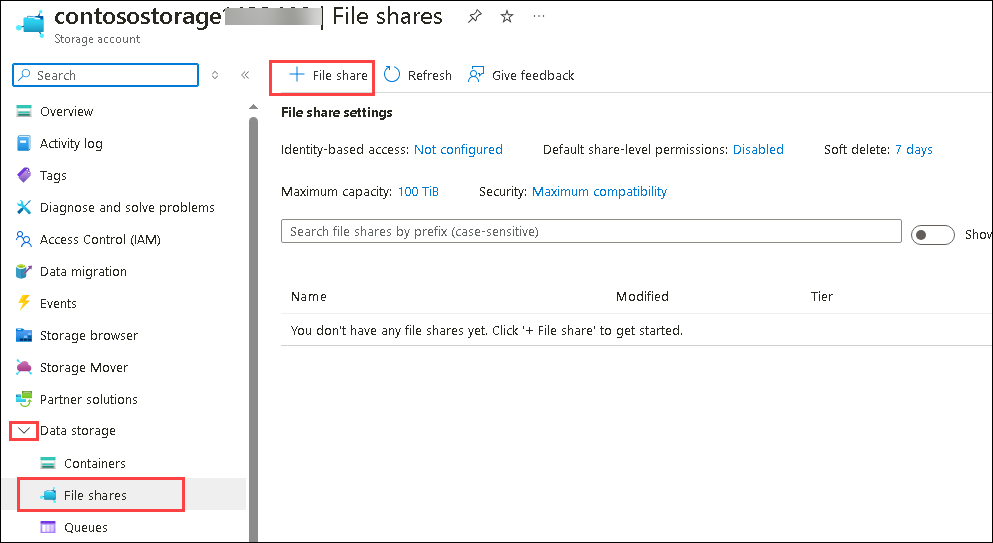 contosostorage | File shares
Storage account
Search
File share Refresh Give feedback
Overview
Activity log
Tags
Diagnose and solve problems
Access Control (IAM)
Data migration
Events
Storage browser
Storage Mover
Partner solutions
Data storage
Containers
File shares
Queues
File share settings
Identity-based access: Not configured Default share-level permissions: Disabled Soft delete: 7 days
Maximum capacity: 100 TiB Security: Maximum compatibility
Search file shares by prefix (case-sensitive)
Show
Name Modified Tier
You don't have any file shares yet. Click '+ File share' to get started.